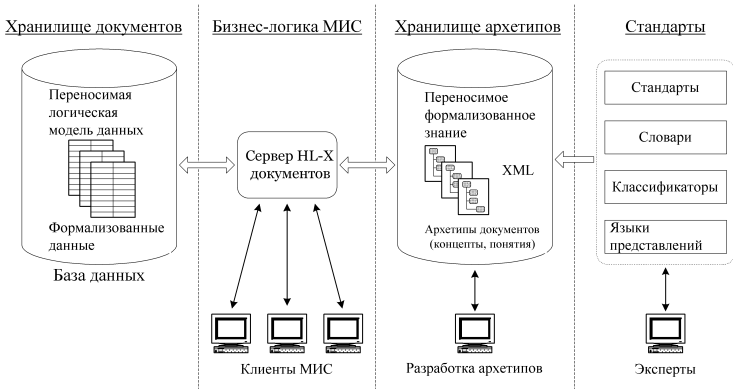 Хранилище документов
Бизнес-логика МИС
Хранилище архетипов
Стандарты
Переносимая
логическая
модель данных
Формализованные
данные
База данных
Сервер HL-X
документов
Клиенты МИС
Переносимое
формализованное
знание
XML
Архетипы документов
(концепты, понятия)
Разработка архетипов
Стандарты
Словари
Классификаторы
Языки
представлений
Эксперты